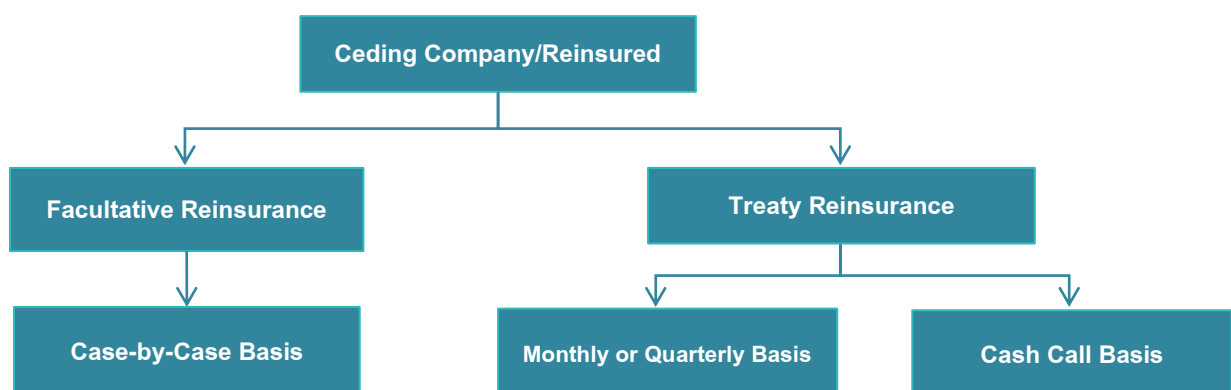 Ceding Company/Reinsured
Facultative Reinsurance
Treaty Reinsurance
Case-by-Case Basis
Monthly or Quarterly Basis
Cash Call Basis